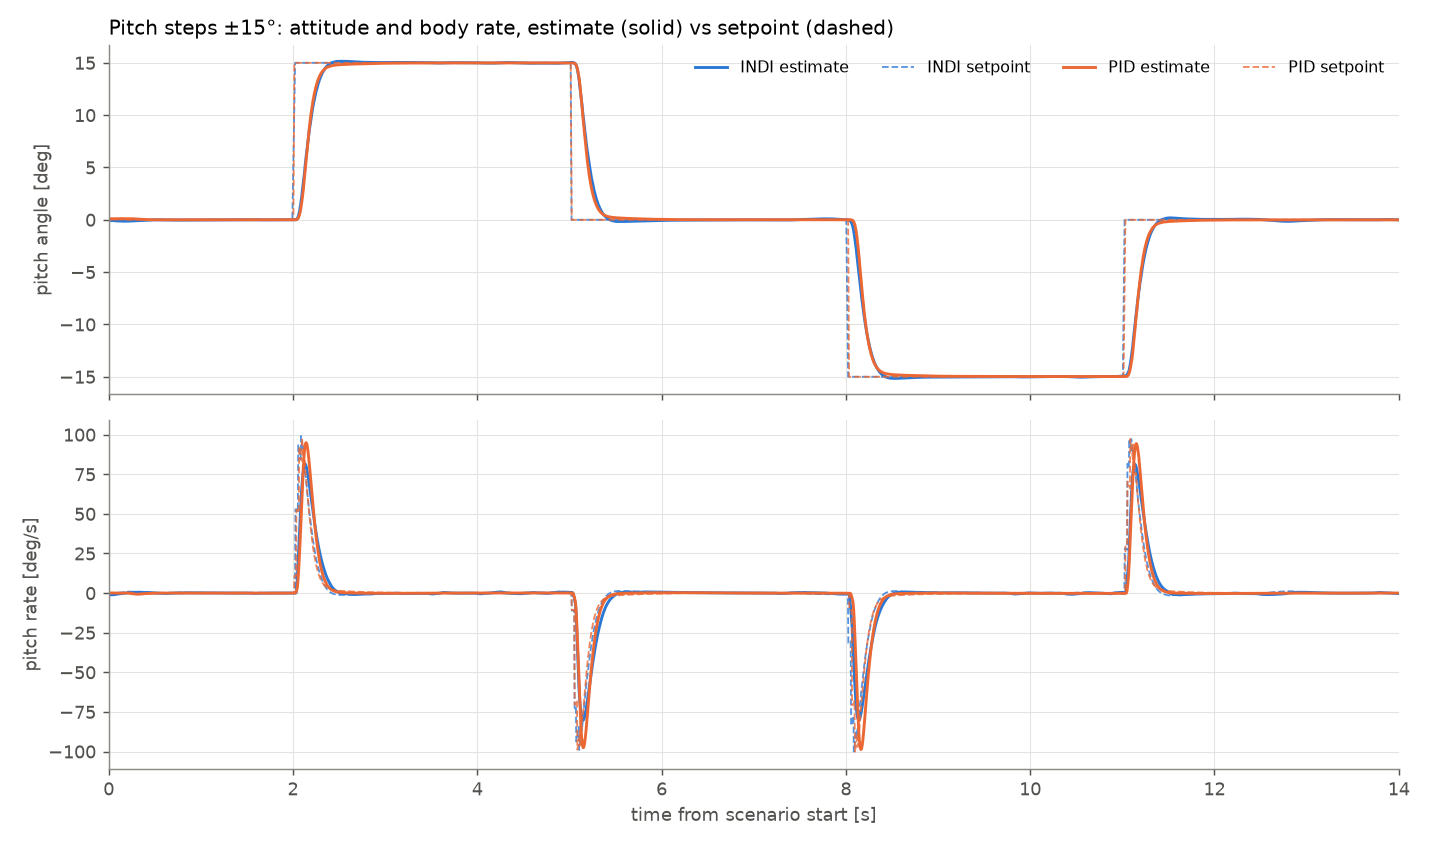 Pitch steps ±15°: attitude and body rate, estimate (solid) vs setpoint (dashed)
INDI estimate INDI setpoint PID estimate PID setpoint
15
10
5
0
−5
−10
−15
pitch angle [deg]
100
75
50
25
0
−25
−50
−75
−100
pitch rate [deg/s]
0 2 4 6 8 10 12 14
time from scenario start [s]